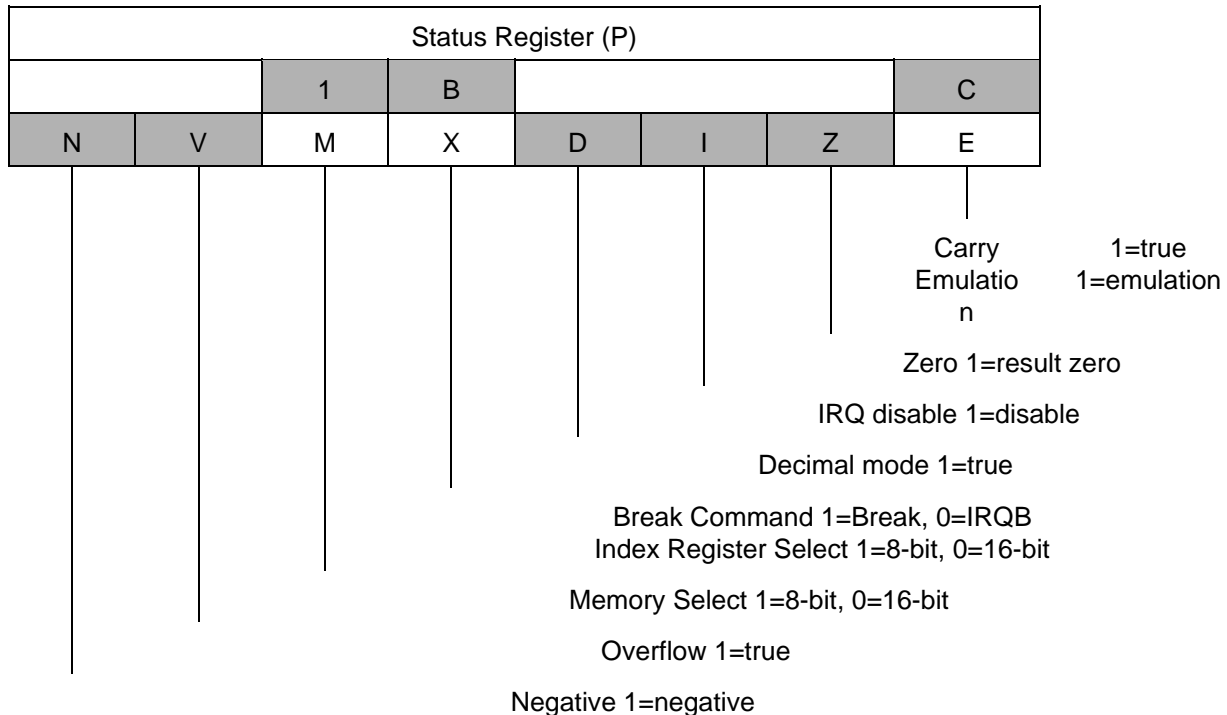 Status Register (P)
1 B C
N V M X D I Z E
Carry 1=true
Emulatio 1=emulation
n
Zero 1=result zero
IRQ disable 1=disable
Decimal mode 1=true
Break Command 1=Break, 0=IRQB
Index Register Select 1=8-bit, 0=16-bit
Memory Select 1=8-bit, 0=16-bit
Overflow 1=true
Negative 1=negative